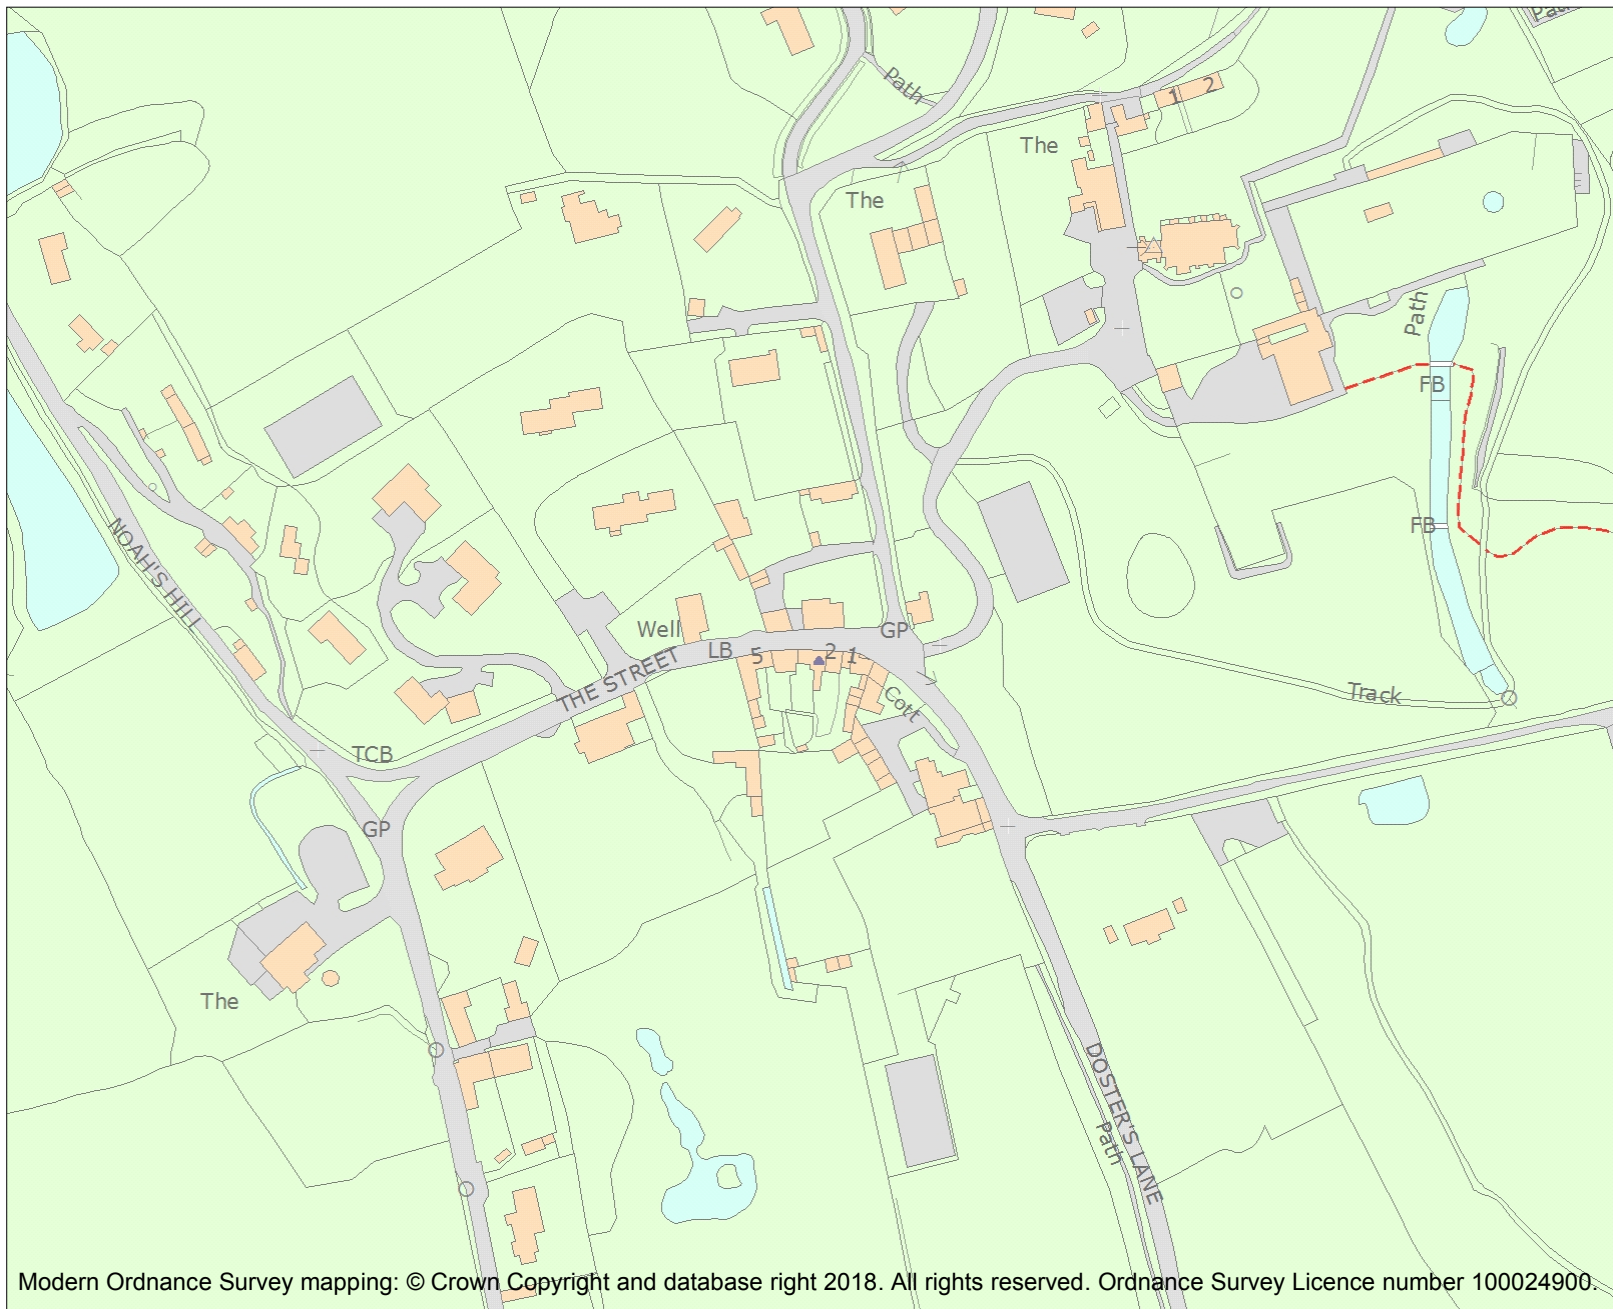 Path
Path
1 2
The
The
Path
FB
FB
NOAH'S HILL
Well
GP
LB
5
2
1
THE STREET
Cott
Track
TCB
GP
The
DOSTER'S LANE
Path
Modern Ordnance Survey mapping: © Crown Copyright and database right 2018. All rights reserved. Ordnance Survey Licence number 100024900.